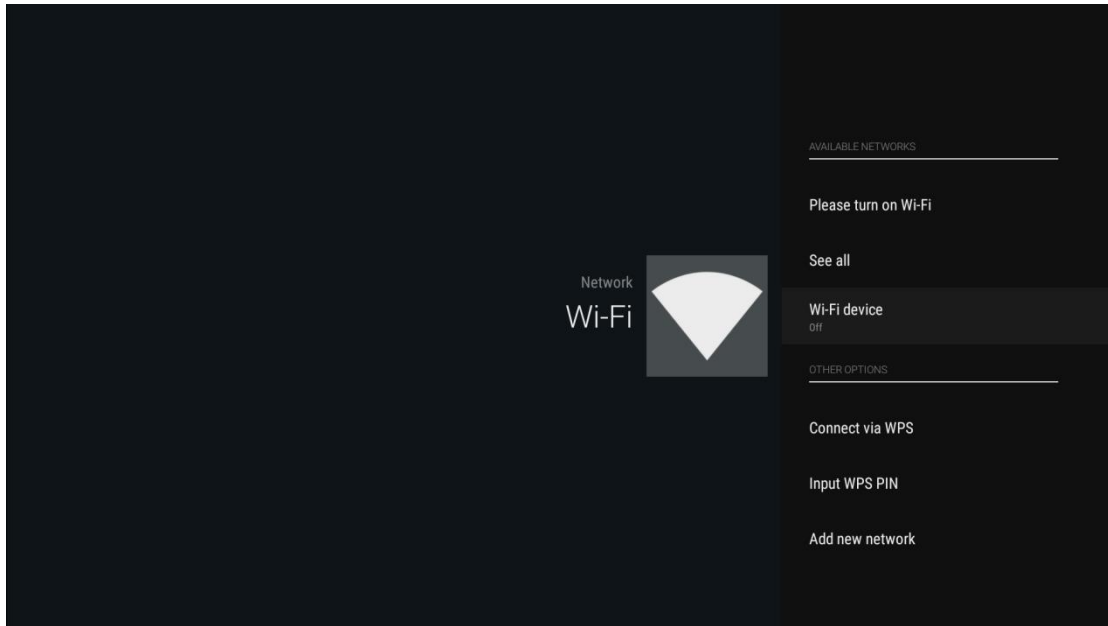 Network
Wi-Fi
AVAILABLE NETWORKS
Please turn on Wi-Fi
See all
Wi-Fi device
Off
OTHER OPTIONS
Connect via WPS
Input WPS PIN
Add new network